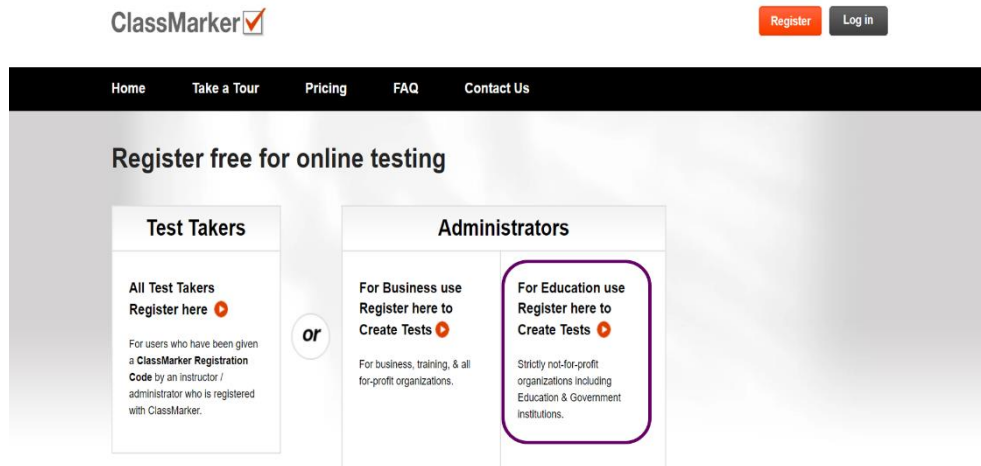 ClassMarker
Register
Log in
Home
Take a Tour
Pricing
FAQ
Contact Us
Register free for online testing
Test Takers
All Test Takers
Register here
For users who have been given
a ClassMarker Registration
Code by an instructor /
administrator who is registered
with ClassMarker.
or
Administrators
For Business use
Register here to
Create Tests
For business, training, & all
for-profit organizations.
For Education use
Register here to
Create Tests
Strictly not-for-profit
organizations including
Education & Government
institutions.